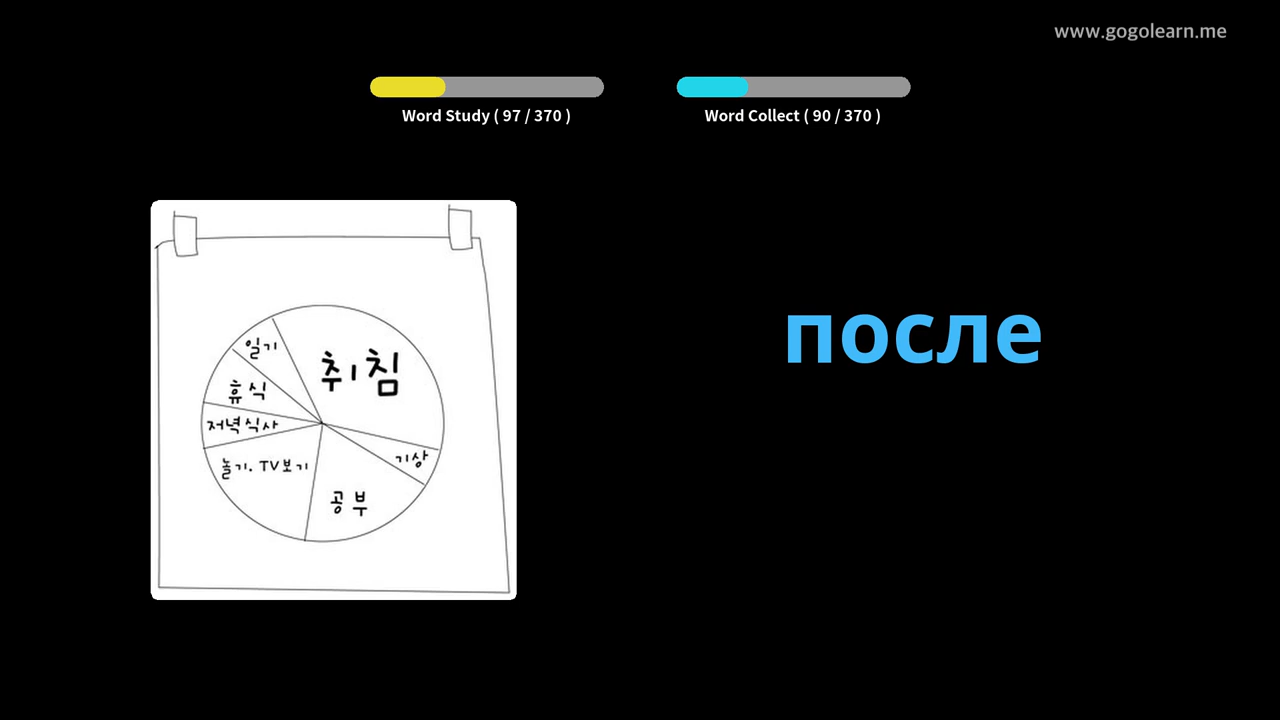 www.gogolearn.me
Word Study ( 97 / 370 )
Word Collect ( 90 / 370 )
일기
취침
휴식
저녁식사
놀기. TV보기
기상
공부
после